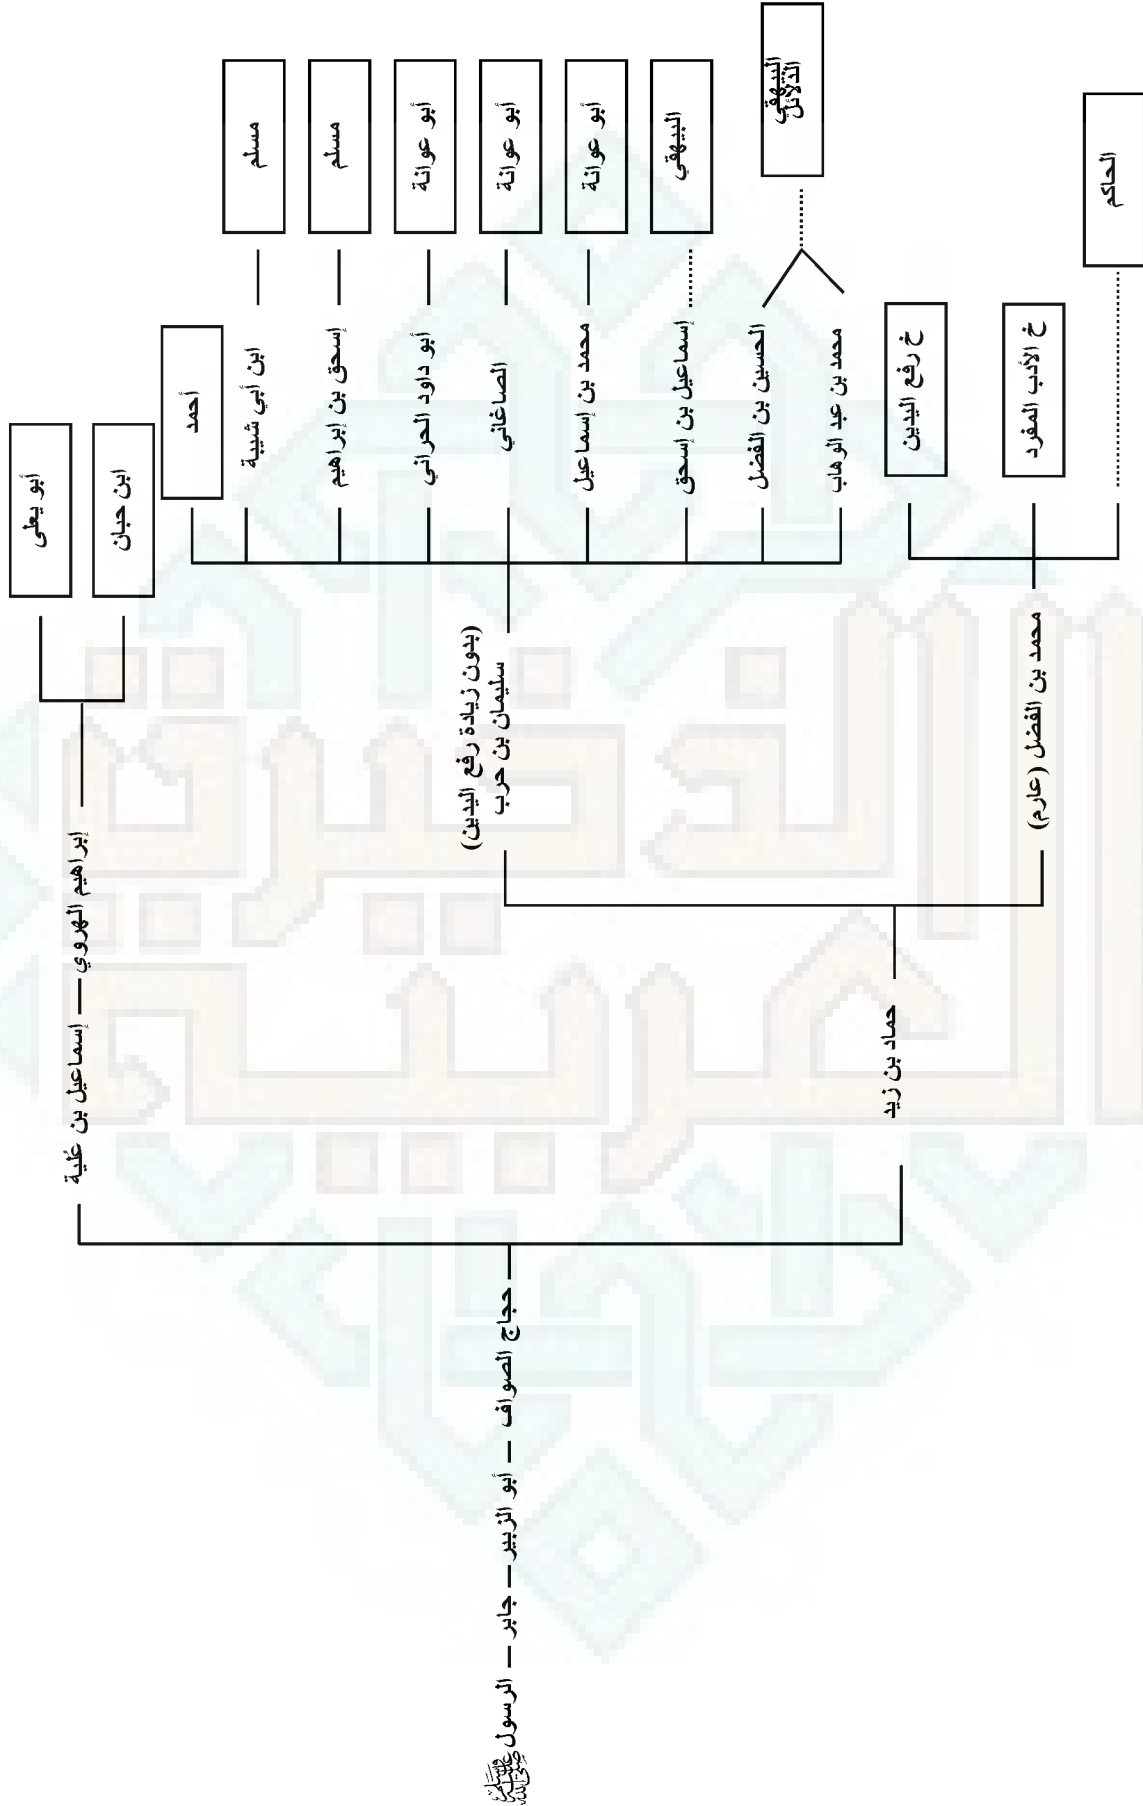 الرسول ﷺ
جابر
أبو الزبير
حجاج الصواف
إسماعيل بن عُلية
إبراهيم الهروي
أبو يعلى
ابن حبان
حماد بن زيد
(بدون زيادة رفع اليدين)
سليمان بن حرب
أحمد
ابن أبي شيبة
مسلم
إسحق بن إبراهيم
مسلم
أبو داود الحراني
أبو عوانة
الصاغاني
أبو عوانة
محمد بن إسماعيل
أبو عوانة
إسماعيل بن إسحق
البيهقي
الحسين بن الفضل
محمد بن عبد الوهاب
البيهقي
الدلائل
محمد بن الفضل (عارم)
خ رفع اليدين
خ الأدب المفرد
الحاكم